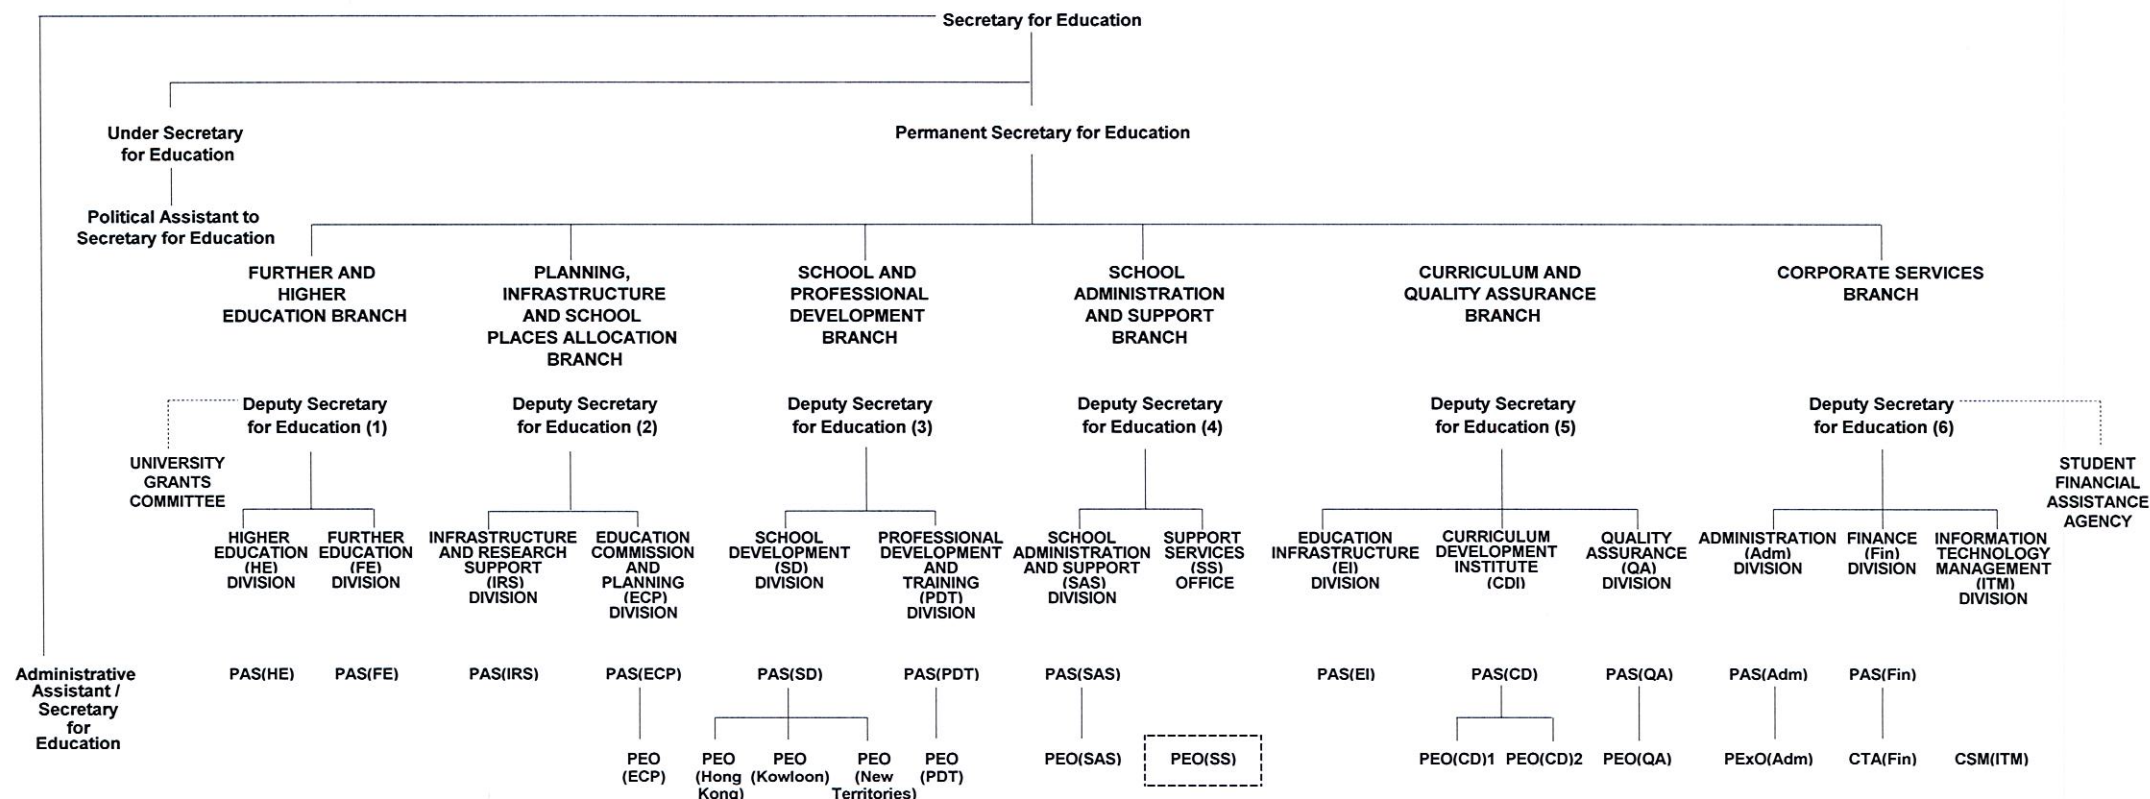 Secretary for Education
Under Secretary
for Education
Permanent Secretary for Education
Political Assistant to
Secretary for Education
FURTHER AND
HIGHER
EDUCATION BRANCH
PLANNING,
INFRASTRUCTURE
AND SCHOOL
PLACES ALLOCATION
BRANCH
SCHOOL AND
PROFESSIONAL
DEVELOPMENT
BRANCH
SCHOOL
ADMINISTRATION
AND SUPPORT
BRANCH
CURRICULUM AND
QUALITY ASSURANCE
BRANCH
CORPORATE SERVICES
BRANCH
Deputy Secretary
for Education (1)
Deputy Secretary
for Education (2)
Deputy Secretary
for Education (3)
Deputy Secretary
for Education (4)
Deputy Secretary
for Education (5)
Deputy Secretary
for Education (6)
UNIVERSITY
GRANTS
COMMITTEE
STUDENT
FINANCIAL
ASSISTANCE
AGENCY
HIGHER
EDUCATION
(HE)
DIVISION
FURTHER
EDUCATION
(FE)
DIVISION
INFRASTRUCTURE
AND RESEARCH
SUPPORT
(IRS)
DIVISION
EDUCATION
COMMISSION
AND
PLANNING
(ECP)
DIVISION
SCHOOL
DEVELOPMENT
(SD)
DIVISION
PROFESSIONAL
DEVELOPMENT
AND
TRAINING
(PDT)
DIVISION
SCHOOL
ADMINISTRATION
AND SUPPORT
(SAS)
DIVISION
SUPPORT
SERVICES
(SS)
OFFICE
EDUCATION
INFRASTRUCTURE
(EI)
DIVISION
CURRICULUM
DEVELOPMENT
INSTITUTE
(CDI)
QUALITY
ASSURANCE
(QA)
DIVISION
ADMINISTRATION
(Adm)
DIVISION
FINANCE
(Fin)
DIVISION
INFORMATION
TECHNOLOGY
MANAGEMENT
(ITM)
DIVISION
Administrative
Assistant /
Secretary
for
Education
PAS(HE)
PAS(FE)
PAS(IRS)
PAS(ECP)
PAS(SD)
PAS(PDT)
PAS(SAS)
PAS(EI)
PAS(CD)
PAS(QA)
PAS(Adm)
PAS(Fin)
PEO
(ECP)
PEO
(Hong
Kong)
PEO
(Kowloon)
PEO
(New
Territories)
PEO
(PDT)
PEO(SAS)
PEO(SS)
PEO(CD)1
PEO(CD)2
PEO(QA)
PExO(Adm)
CTA(Fin)
CSM(ITM)